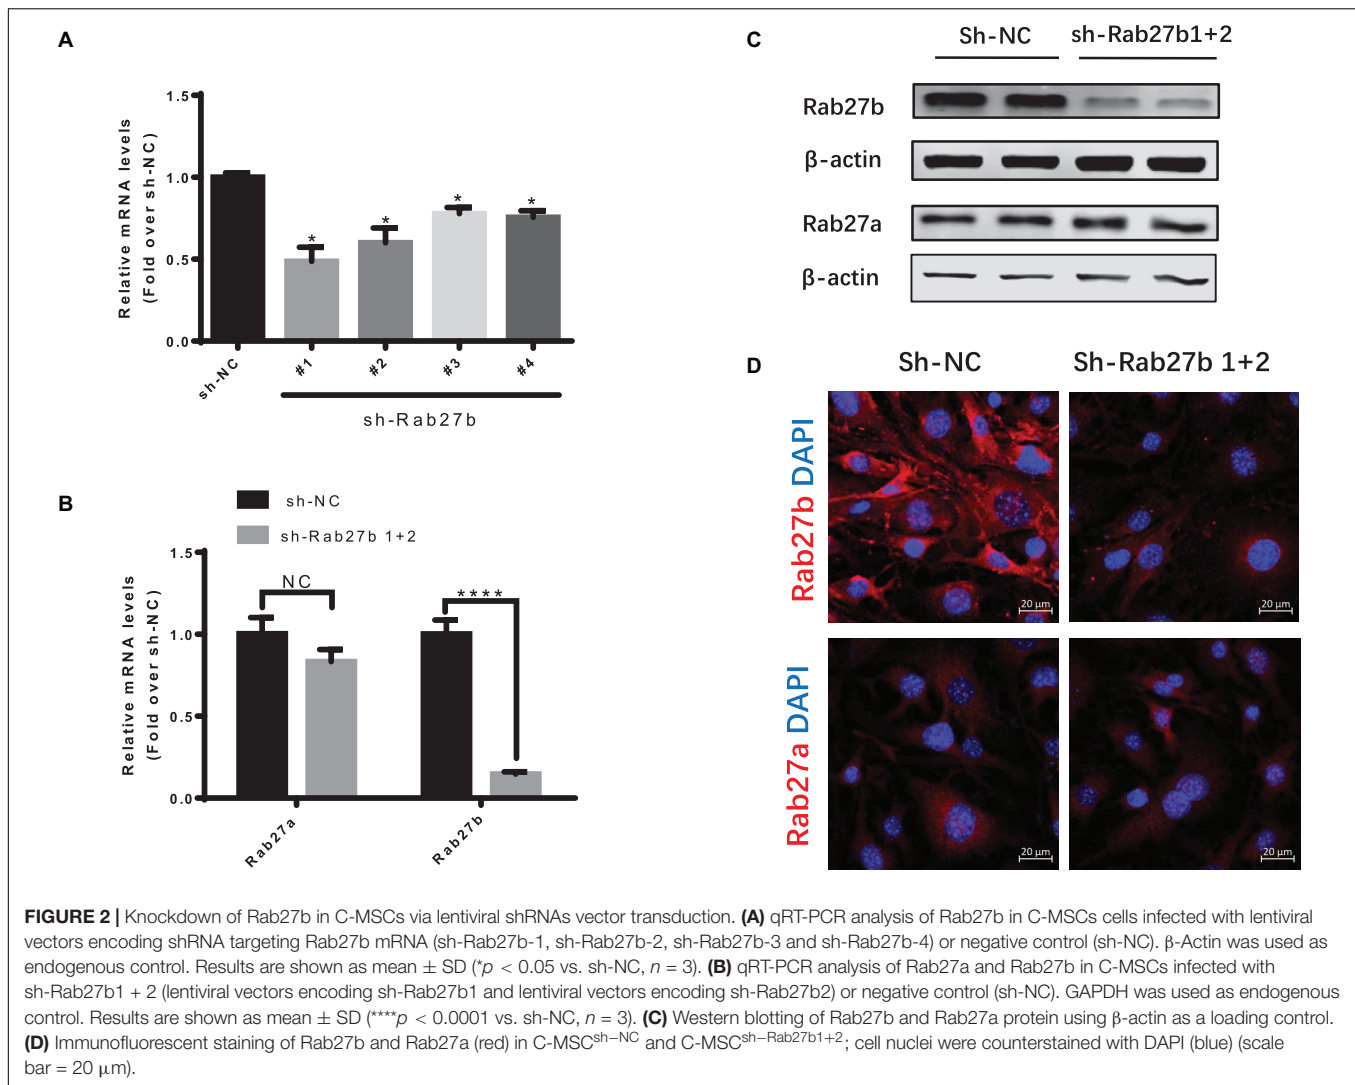 A
1.5
1.0
0.5
0.0
Relative mRNA levels
(Fold over sh-NC)
*
*
*
*
sh-NC
#1
#2
#3
#4
sh-Rab27b
B
sh-NC
sh-Rab27b 1+2
1.5
1.0
0.5
0.0
Relative mRNA levels
(Fold over sh-NC)
NC
****
Rab27a
Rab27b
C
Sh-NC
sh-Rab27b1+2
Rab27b
β-actin
Rab27a
β-actin
D
Sh-NC
Sh-Rab27b 1+2
Rab27b DAPI
20 μm
20 μm
Rab27a DAPI
20 μm
20 μm
FIGURE 2 | Knockdown of Rab27b in C-MSCs via lentiviral shRNAs vector transduction. (A) qRT-PCR analysis of Rab27b in C-MSCs cells infected with lentiviral
vectors encoding shRNA targeting Rab27b mRNA (sh-Rab27b-1, sh-Rab27b-2, sh-Rab27b-3 and sh-Rab27b-4) or negative control (sh-NC). β-Actin was used as
endogenous control. Results are shown as mean ± SD (*p < 0.05 vs. sh-NC, n = 3). (B) qRT-PCR analysis of Rab27a and Rab27b in C-MSCs infected with
sh-Rab27b1 + 2 (lentiviral vectors encoding sh-Rab27b1 and lentiviral vectors encoding sh-Rab27b2) or negative control (sh-NC). GAPDH was used as endogenous
control. Results are shown as mean ± SD (****p < 0.0001 vs. sh-NC, n = 3). (C) Western blotting of Rab27b and Rab27a protein using β-actin as a loading control.
(D) Immunofluorescent staining of Rab27b and Rab27a (red) in C-MSCsh−NC and C-MSCsh−Rab27b1+2; cell nuclei were counterstained with DAPI (blue) (scale
bar = 20 μm).